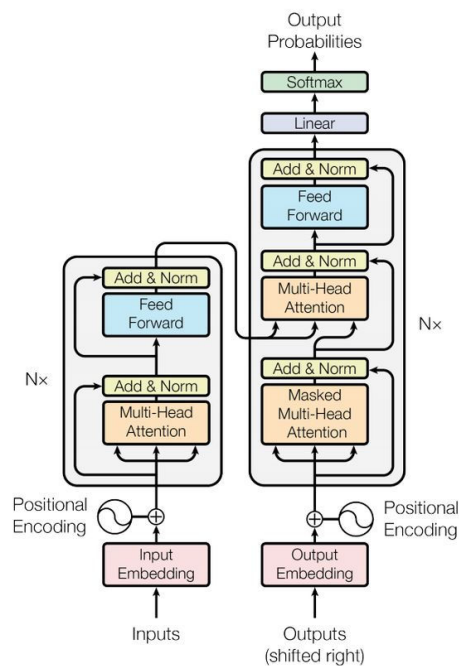 Output
Probabilities
Softmax
Linear
Add & Norm
Feed
Forward
Add & Norm
Multi-Head
Attention
Add & Norm
Masked
Multi-Head
Attention
N×
Add & Norm
Feed
Forward
N×
Add & Norm
Multi-Head
Attention
Positional
Encoding
Positional
Encoding
Input
Embedding
Output
Embedding
Inputs
Outputs
(shifted right)